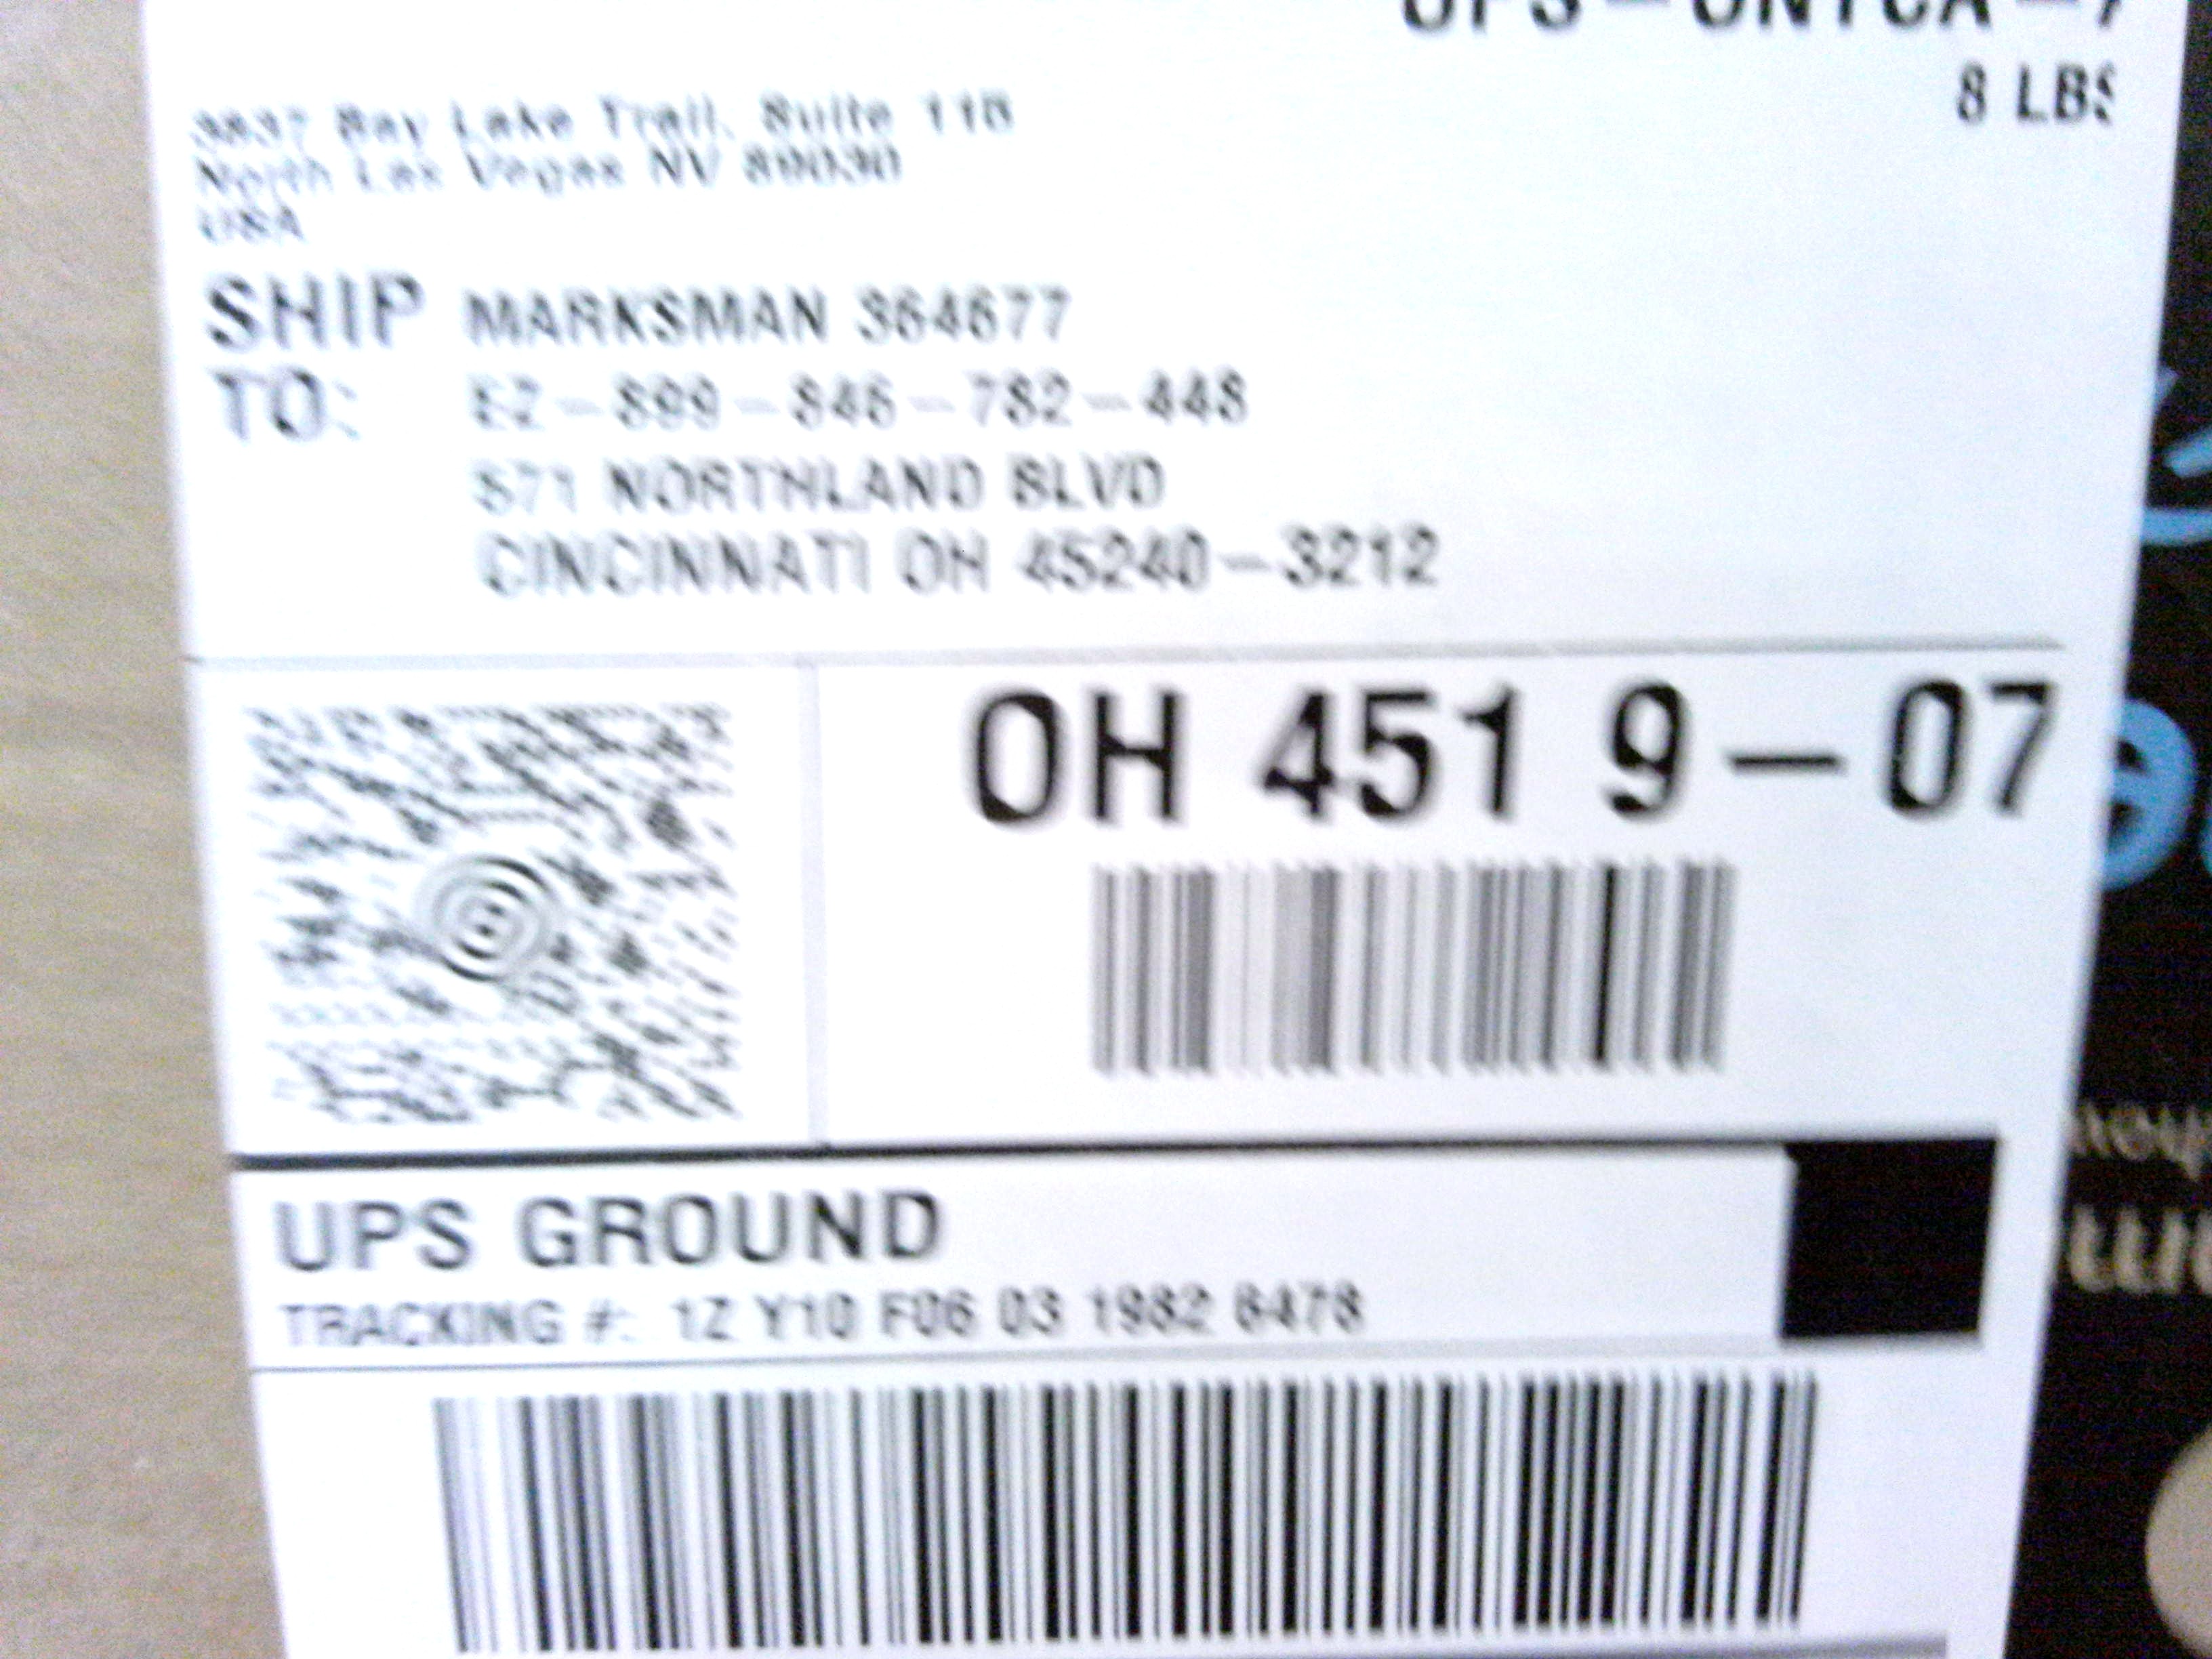 8 LBS
3837 Bay Lake Trail, Suite 115
North Las Vegas NV 89030
USA
SHIP TO:
MARKSMAN 364677
EZ-899-846-782-448
571 NORTHLAND BLVD
CINCINNATI OH 45240-3212
OH 451 9-07
UPS GROUND
TRACKING #: 1Z Y10 F06 03 1982 6478